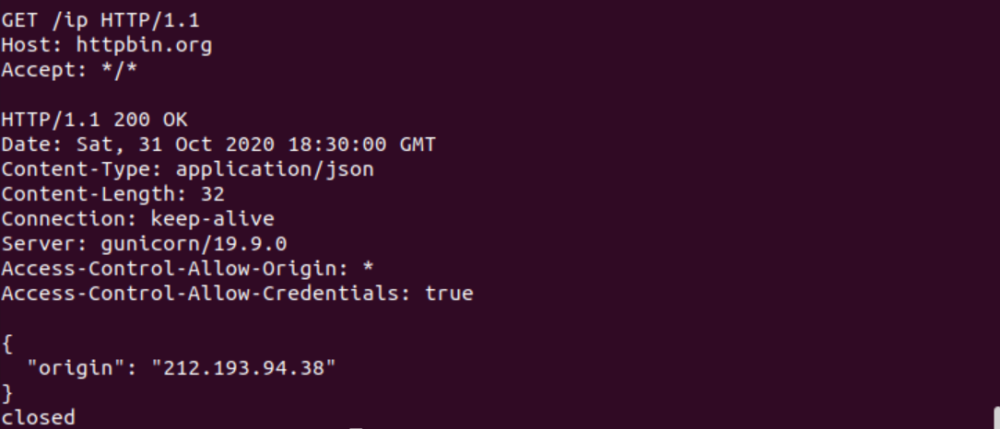 GET /ip HTTP/1.1
Host: httpbin.org
Accept: */*

HTTP/1.1 200 OK
Date: Sat, 31 Oct 2020 18:30:00 GMT
Content-Type: application/json
Content-Length: 32
Connection: keep-alive
Server: gunicorn/19.9.0
Access-Control-Allow-Origin: *
Access-Control-Allow-Credentials: true

{
  "origin": "212.193.94.38"
}
closed